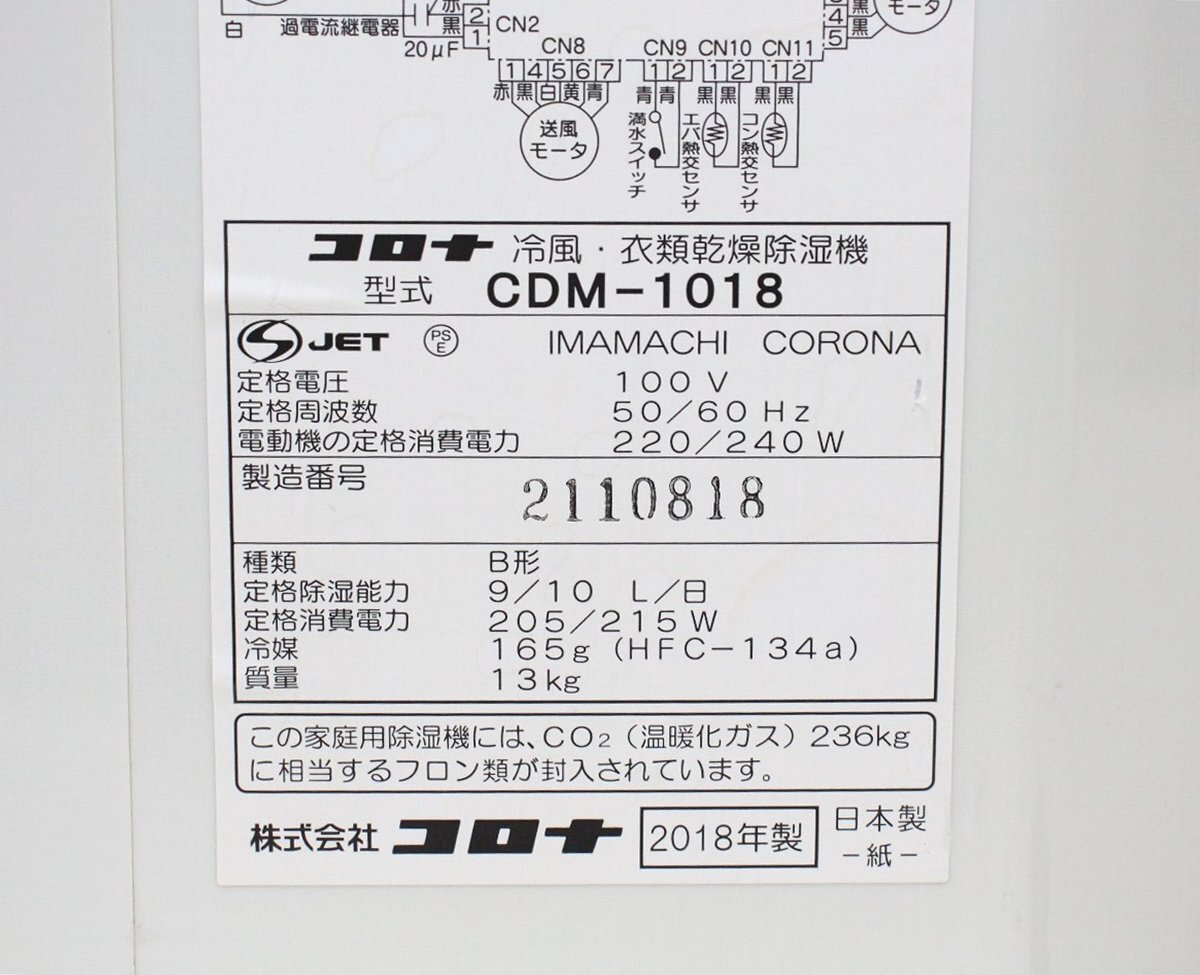 赤
モータ
白 過電流継電器 黒 2 CN2 4 黒
20μF 1 5
CN8 CN9 CN10 CN11
1 4 5 6 7 1 2 1 2 1 2
赤 黒 白 黄 青 青 青 黒 黒 黒 黒
送風
モータ
満水スイッチ
エバ熱交センサ
コン熱交センサ
コロナ 冷風・衣類乾燥除湿機
型式 CDM-1018
S JET PSE IMAMACHI CORONA
定格電圧 100 V
定格周波数 50/60 Hz
電動機の定格消費電力 220/240 W
製造番号 2110818
種類 B形
定格除湿能力 9/10 L/日
定格消費電力 205/215 W
冷媒 165g (HFC-134a)
質量 13kg
この家庭用除湿機には、CO2(温暖化ガス)236kg
に相当するフロン類が封入されています。
株式会社 コロナ 2018年製 日本製
-紙-